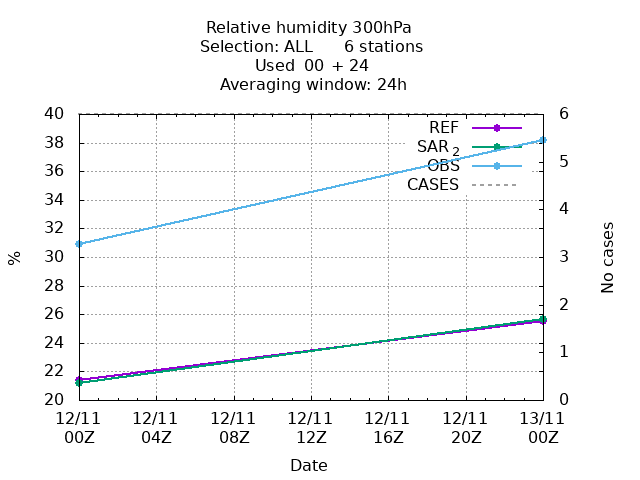 Relative humidity 300hPa
Selection: ALL 6 stations
Used 00 + 24
Averaging window: 24h
40 6
REF
38
SAR 2
5
36 OBS
34 CASES
4
32
30 3
28
26 2
24
1
22
20 0
% No cases
12/11 12/11 12/11 12/11 12/11 12/11 13/11
00Z 04Z 08Z 12Z 16Z 20Z 00Z
Date